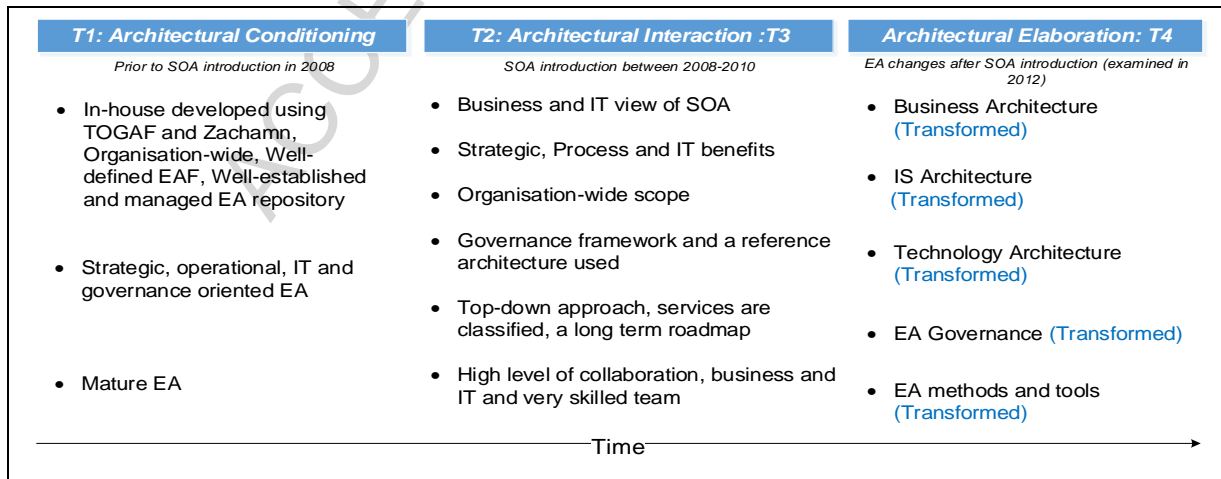 T1: Architectural Conditioning
Prior to SOA introduction in 2008
• In-house developed using
TOGAF and Zachamn,
Organisation-wide, Well-
defined EAF, Well-established
and managed EA repository
• Strategic, operational, IT and
governance oriented EA
• Mature EA
T2: Architectural Interaction :T3
SOA introduction between 2008-2010
• Business and IT view of SOA
• Strategic, Process and IT benefits
• Organisation-wide scope
• Governance framework and a reference
architecture used
• Top-down approach, services are
classified, a long term roadmap
• High level of collaboration, business and
IT and very skilled team
Architectural Elaboration: T4
EA changes after SOA introduction (examined in
2012)
• Business Architecture
(Transformed)
• IS Architecture
(Transformed)
• Technology Architecture
(Transformed)
• EA Governance (Transformed)
• EA methods and tools
(Transformed)
Time
ACC